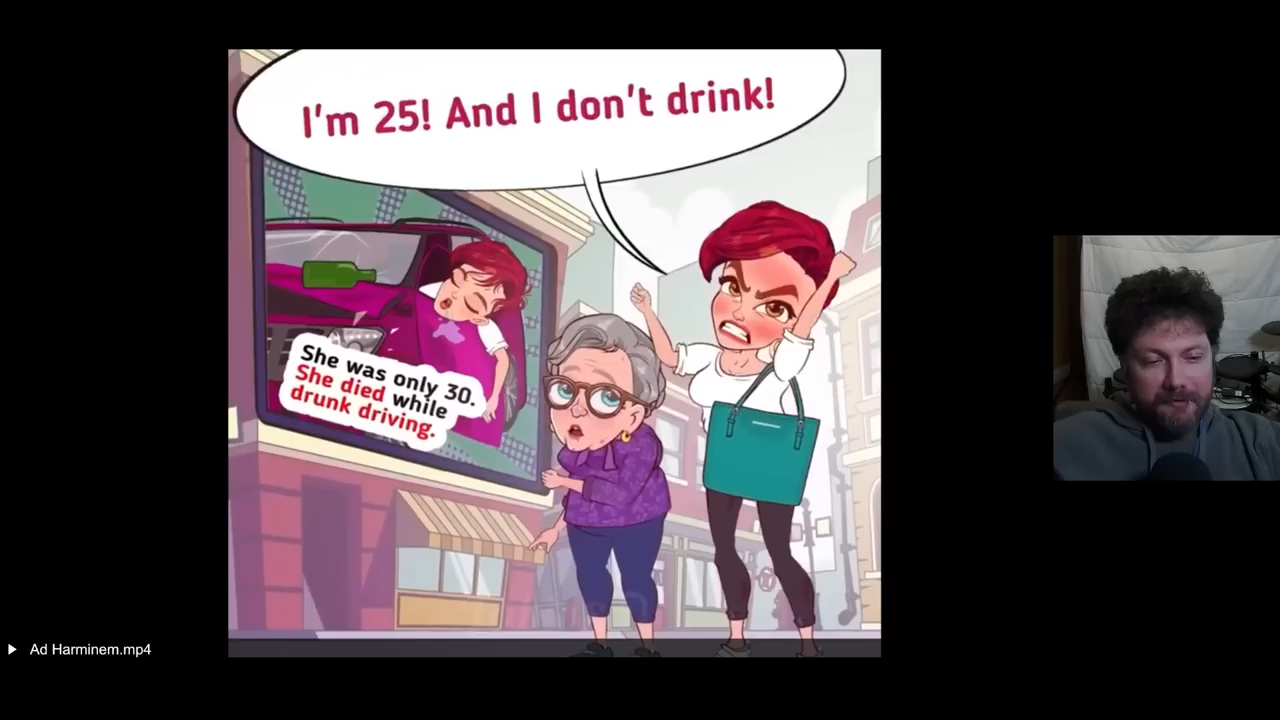 I'm 25! And I don't drink!
She was only 30.
She died while
drunk driving.
Ad Harminem.mp4